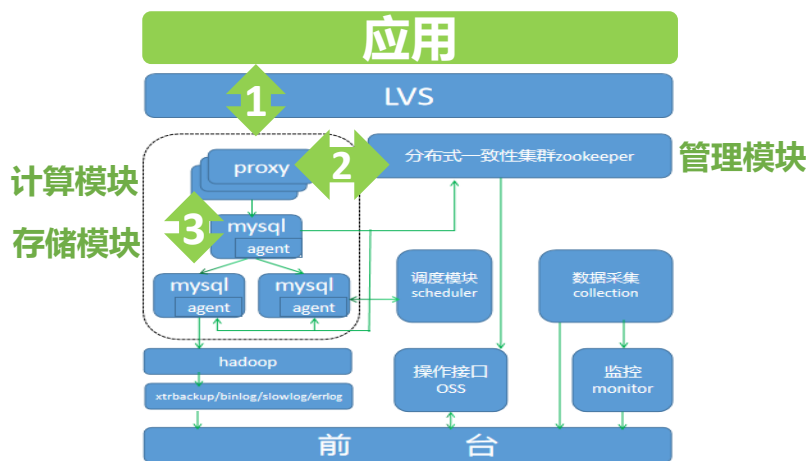 应用
LVS
1
proxy
2
分布式一致性集群zookeeper
管理模块
计算模块
存储模块
3
mysql
agent
mysql
agent
mysql
agent
调度模块
scheduler
数据采集
collection
hadoop
xtrbackup/binlog/slowlog/errlog
操作接口
OSS
监控
monitor
前 台